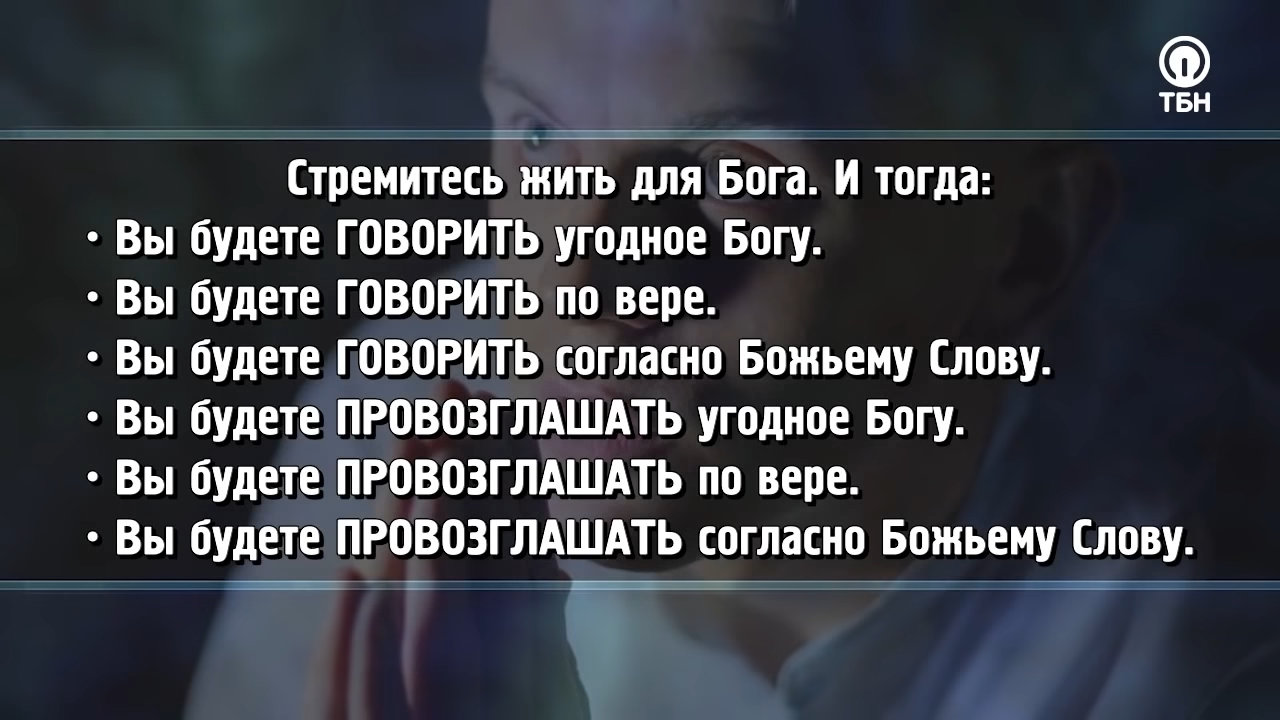 ТБН
Стремитесь жить для Бога. И тогда:
• Вы будете ГОВОРИТЬ угодное Богу.
• Вы будете ГОВОРИТЬ по вере.
• Вы будете ГОВОРИТЬ согласно Божьему Слову.
• Вы будете ПРОВОЗГЛАШАТЬ угодное Богу.
• Вы будете ПРОВОЗГЛАШАТЬ по вере.
• Вы будете ПРОВОЗГЛАШАТЬ согласно Божьему Слову.